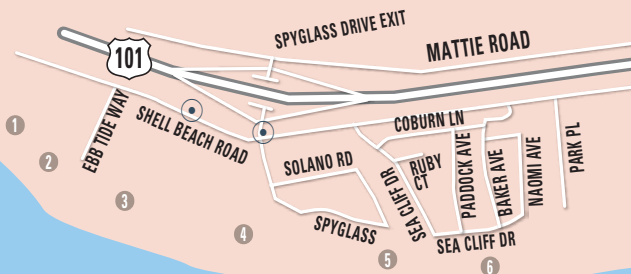 SPYGLASS DRIVE EXIT
MATTIE ROAD
101
EBB TIDE WAY
SHELL BEACH ROAD
COBURN LN
SOLANO RD
RUBY
CT
SEA CLIFF DR
PADDOCK AVE
BAKER AVE
NAOMI AVE
PARK PL
SPYGLASS
SEA CLIFF DR
1
2
3
4
5
6